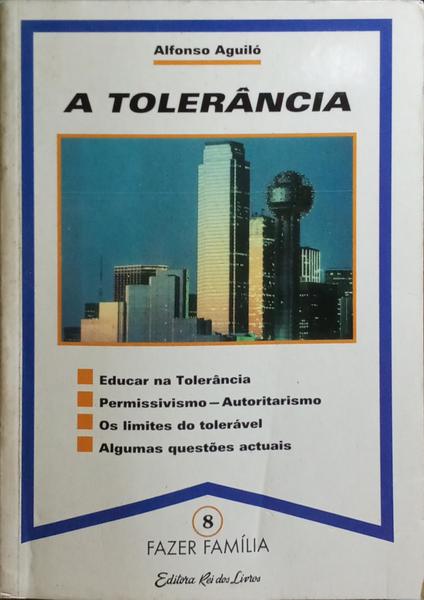 Alfonso Aguiló
A TOLERÂNCIA
Educar na Tolerância
Permissivismo — Autoritarismo
Os limites do tolerável
Algumas questões actuais
8
FAZER FAMÍLIA
Editora Rei dos Livros